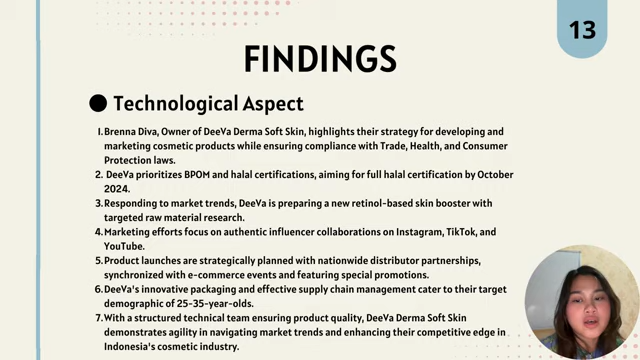 13
FINDINGS
Technological Aspect
1. Brenna Diva, Owner of DeeVa Derma Soft Skin, highlights their strategy for developing and
marketing cosmetic products while ensuring compliance with Trade, Health, and Consumer
Protection laws.
2. DeeVa prioritizes BPOM and halal certifications, aiming for full halal certification by October
2024.
3. Responding to market trends, DeeVa is preparing a new retinol-based skin booster with
targeted raw material research.
4. Marketing efforts focus on authentic influencer collaborations on Instagram, TikTok, and
YouTube.
5. Product launches are strategically planned with nationwide distributor partnerships,
synchronized with e-commerce events and featuring special promotions.
6. DeeVa's innovative packaging and effective supply chain management cater to their target
demographic of 25-35-year-olds.
7. With a structured technical team ensuring product quality, DeeVa Derma Soft Skin
demonstrates agility in navigating market trends and enhancing their competitive edge in
Indonesia's cosmetic industry.